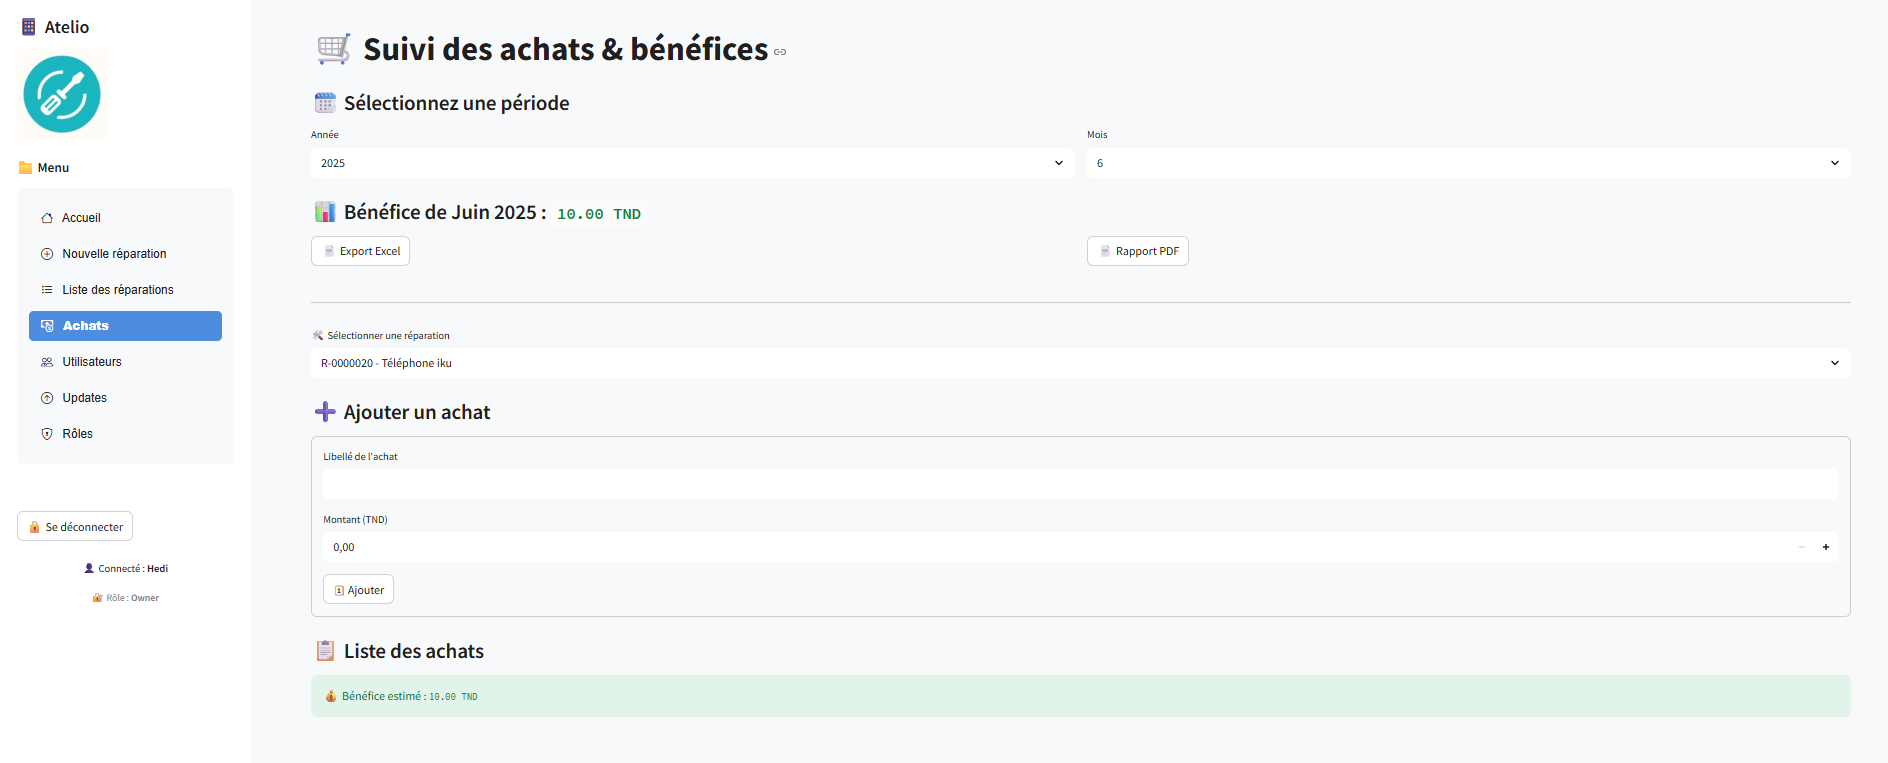 Atelio
Menu
Accueil
Nouvelle réparation
Liste des réparations
Achats
Utilisateurs
Updates
Rôles
Se déconnecter
Connecté : Hedi
Rôle : Owner
Suivi des achats & bénéfices
Sélectionnez une période
Année
Mois
2025
6
Bénéfice de Juin 2025 : 10.00 TND
Export Excel
Rapport PDF
Sélectionner une réparation
R-0000020 - Téléphone iku
Ajouter un achat
Libellé de l'achat
Montant (TND)
0,00
Ajouter
Liste des achats
Bénéfice estimé : 10.00 TND